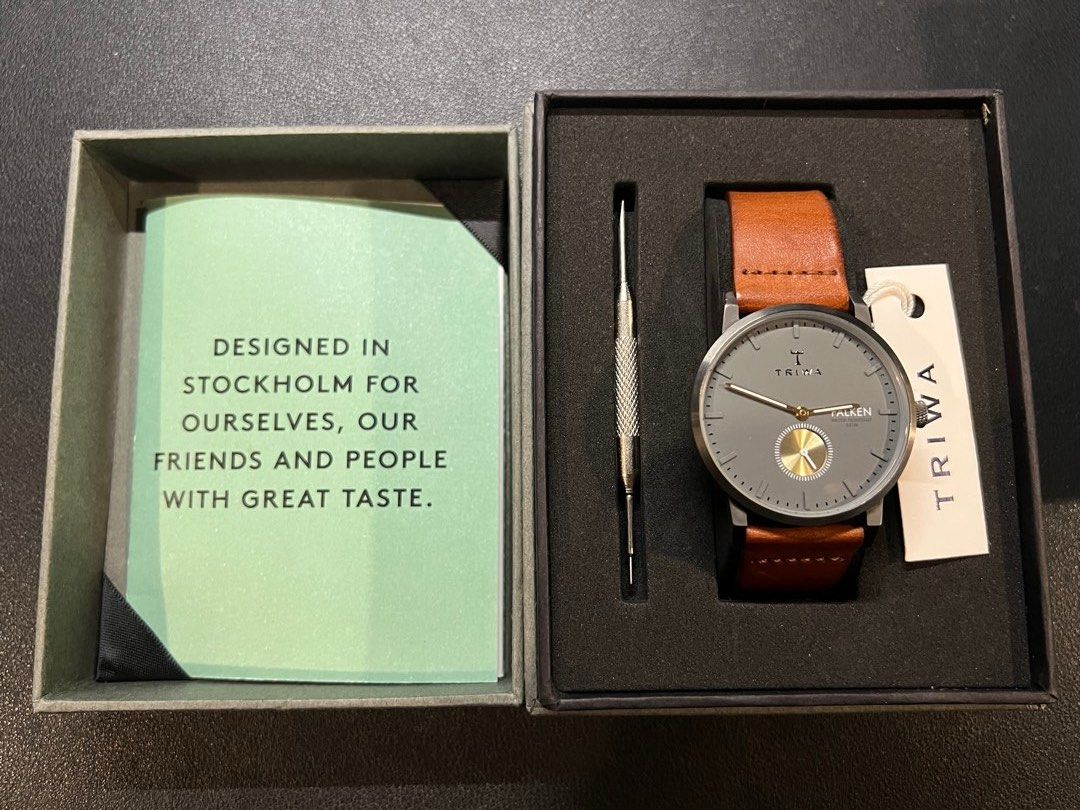 DESIGNED IN
STOCKHOLM FOR
OURSELVES, OUR
FRIENDS AND PEOPLE
WITH GREAT TASTE.
TRIWA
FALKEN
TRIWA